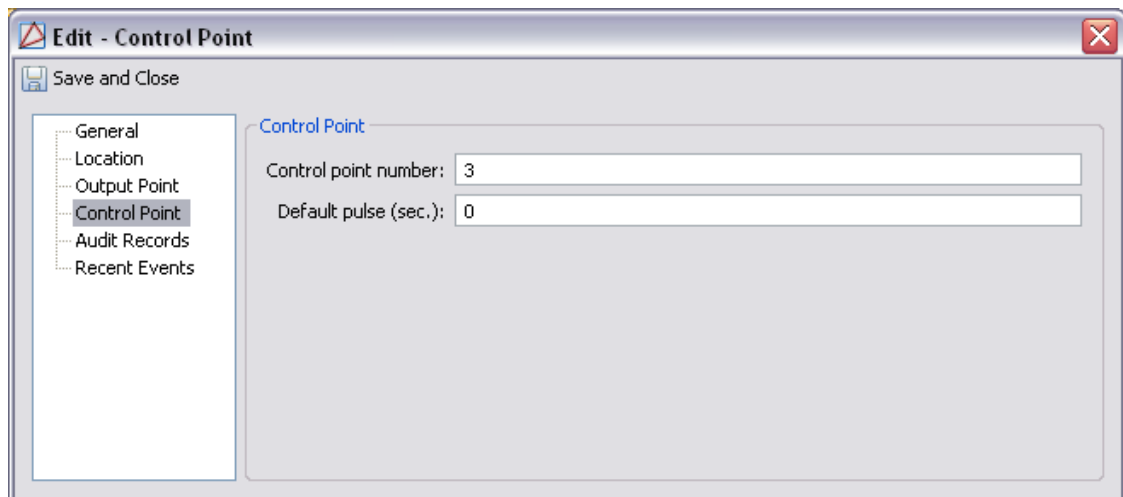 Edit - Control Point
Save and Close
General
Location
Output Point
Control Point
Audit Records
Recent Events
Control Point
Control point number: 3
Default pulse (sec.): 0